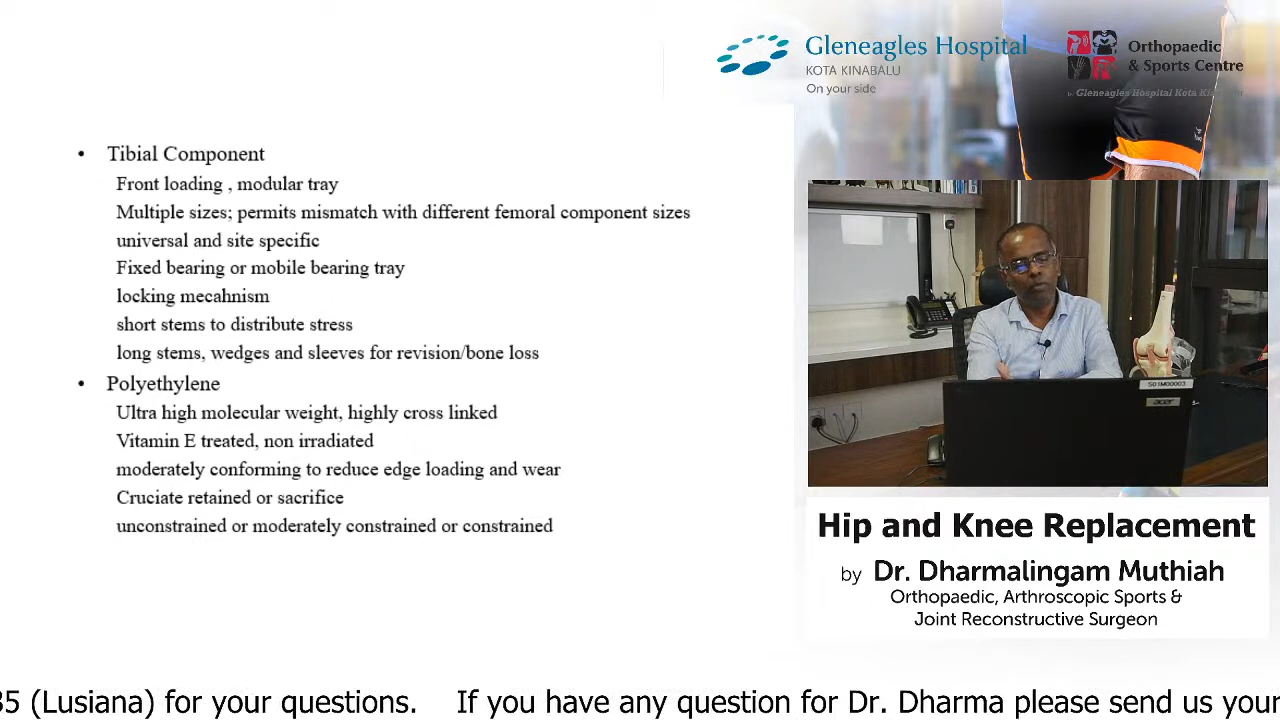 Gleneagles Hospital
KOTA KINABALU
On your side
Orthopaedic
& Sports Centre
Gleneagles Hospital Kota
• Tibial Component
Front loading , modular tray
Multiple sizes; permits mismatch with different femoral component sizes
universal and site specific
Fixed bearing or mobile bearing tray
locking mecahnism
short stems to distribute stress
long stems, wedges and sleeves for revision/bone loss
• Polyethylene
Ultra high molecular weight, highly cross linked
Vitamin E treated, non irradiated
moderately conforming to reduce edge loading and wear
Cruciate retained or sacrifice
unconstrained or moderately constrained or constrained
S01M00003
acer
Hip and Knee Replacement
by Dr. Dharmalingam Muthiah
Orthopaedic, Arthroscopic Sports &
Joint Reconstructive Surgeon
35 (Lusiana) for your questions. If you have any question for Dr. Dharma please send us your